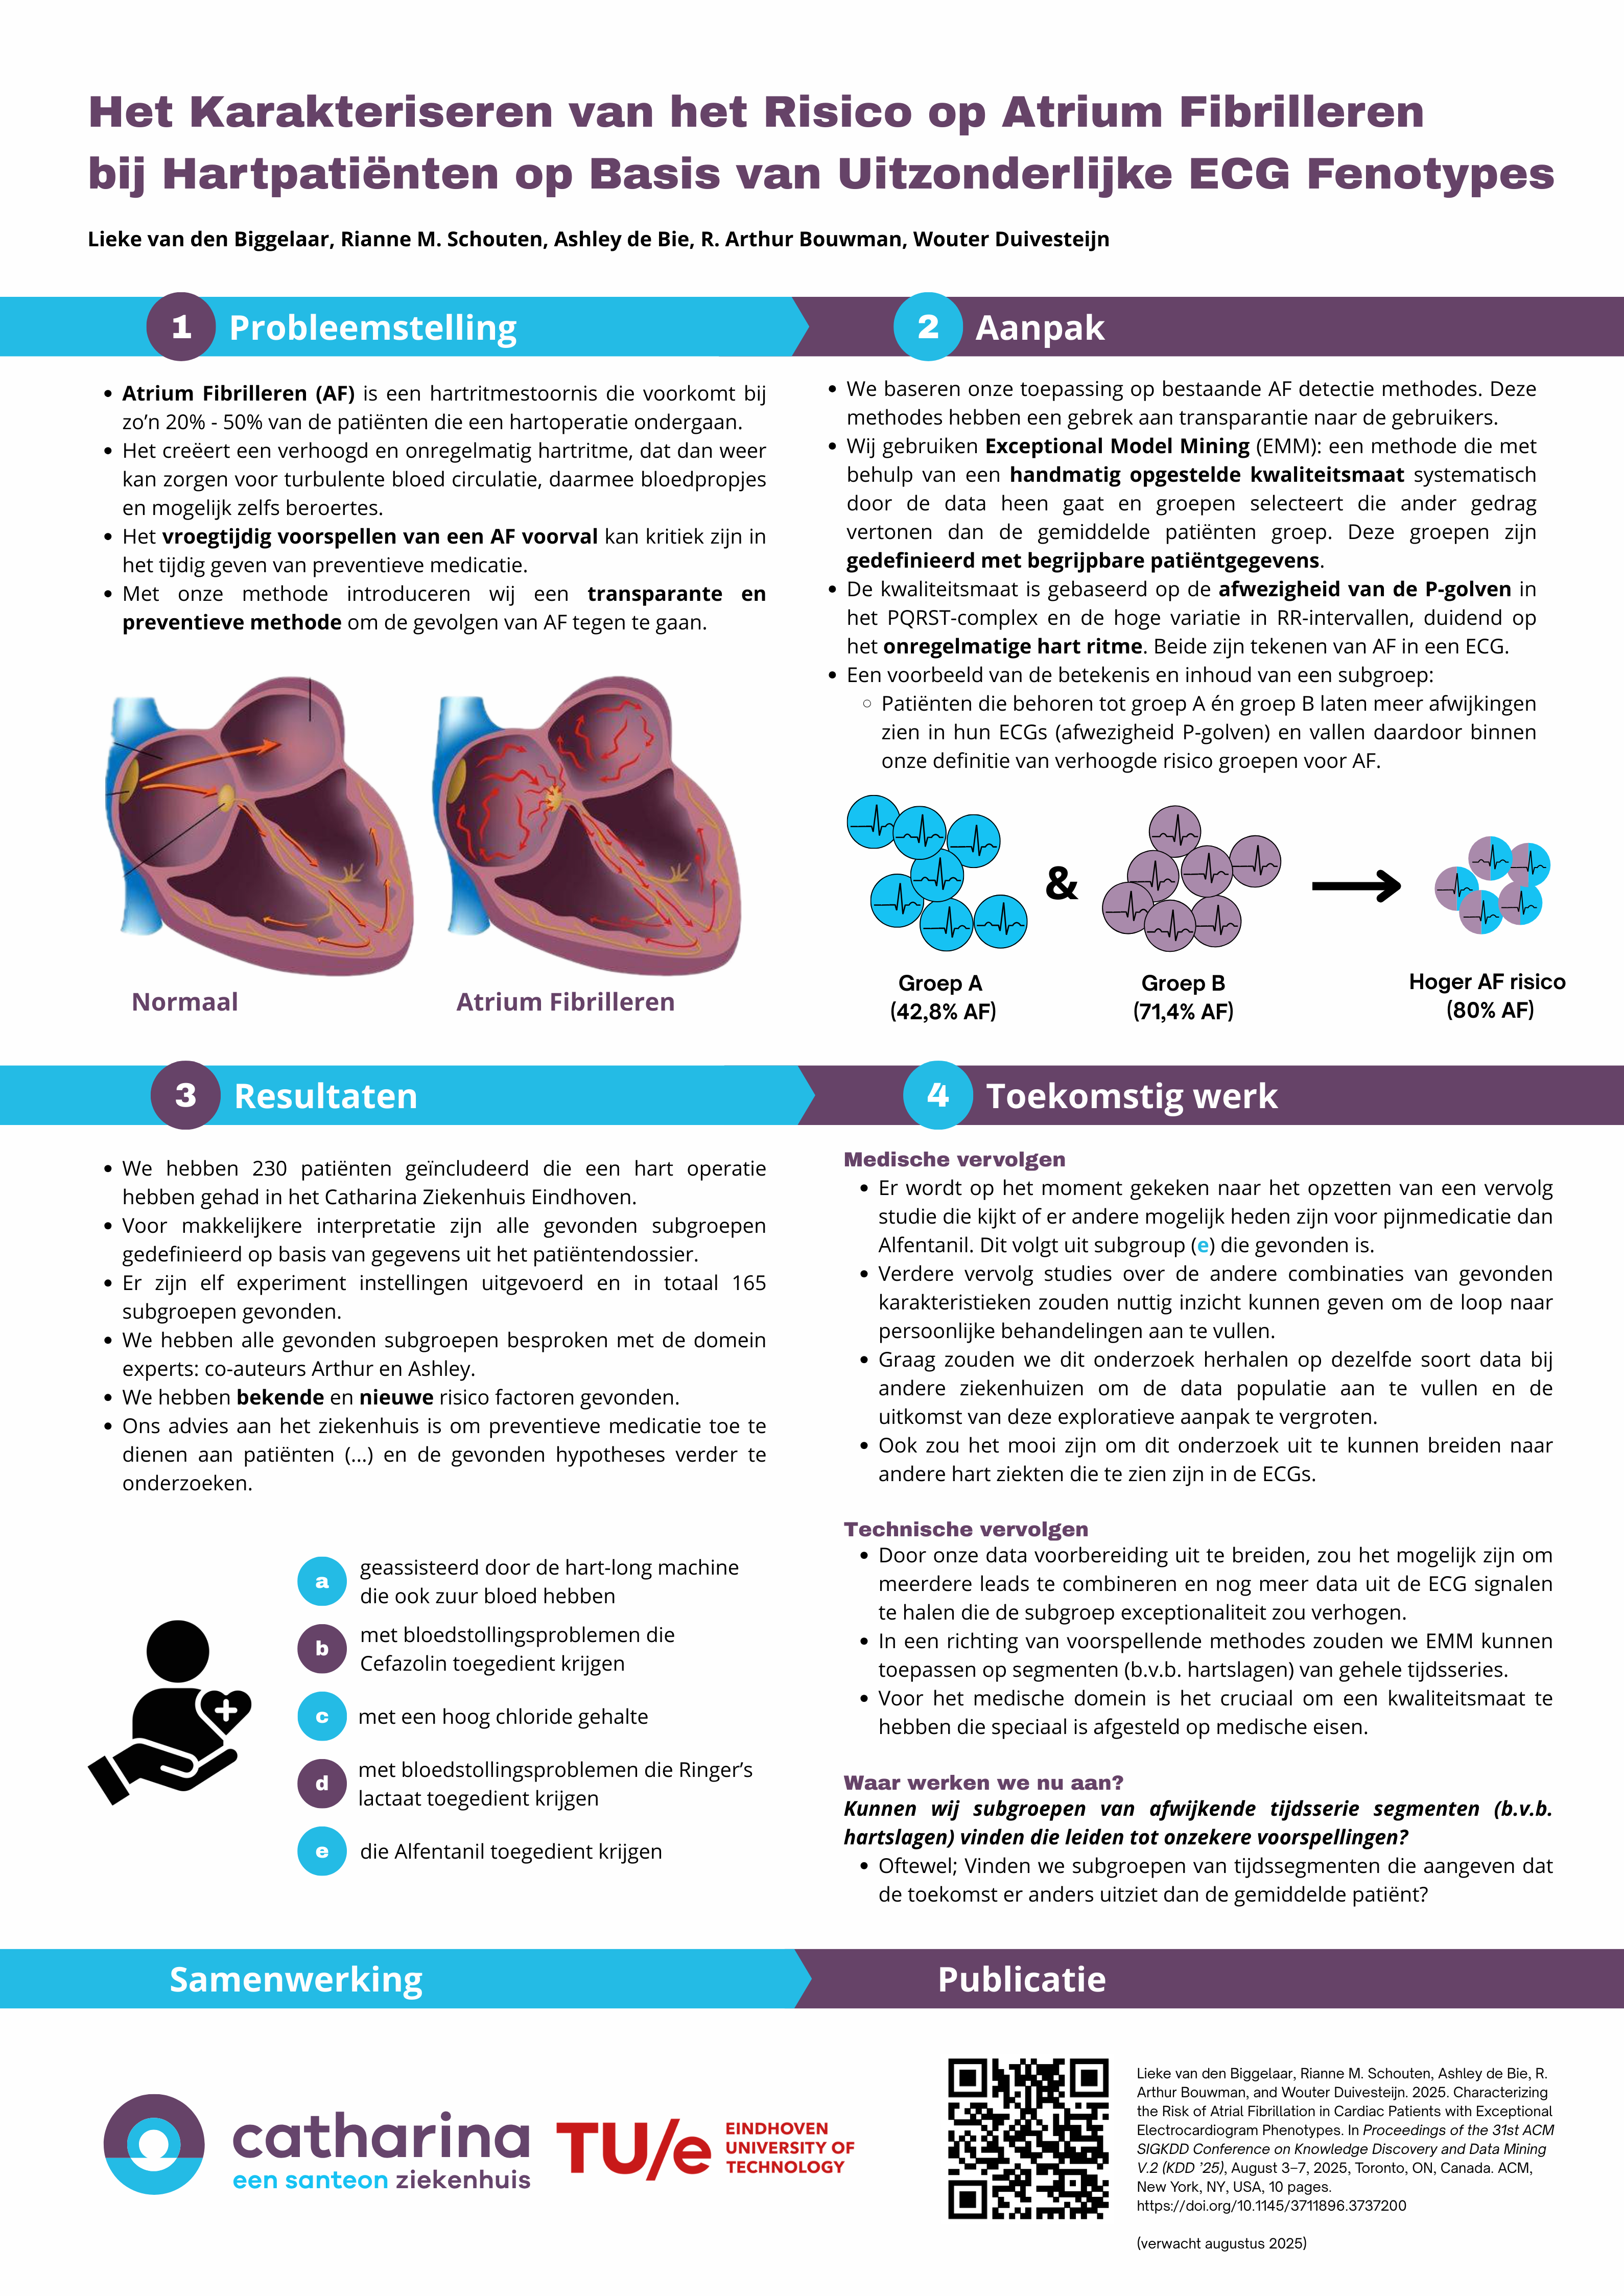 Het Karakteriseren van het Risico op Atrium Fibrilleren
bij Hartpatiënten op Basis van Uitzonderlijke ECG Fenotypes
Lieke van den Biggelaar, Rianne M. Schouten, Ashley de Bie, R. Arthur Bouwman, Wouter Duivesteijn
1 Probleemstelling
• Atrium Fibrilleren (AF) is een hartritmestoornis die voorkomt bij
zo’n 20% - 50% van de patiënten die een hartoperatie ondergaan.
• Het creëert een verhoogd en onregelmatig hartritme, dat dan weer
kan zorgen voor turbulente bloed circulatie, daarmee bloedpropjes
en mogelijk zelfs beroertes.
• Het vroegtijdig voorspellen van een AF voorval kan kritiek zijn in
het tijdig geven van preventieve medicatie.
• Met onze methode introduceren wij een transparante en
preventieve methode om de gevolgen van AF tegen te gaan.
Normaal
Atrium Fibrilleren
2 Aanpak
• We baseren onze toepassing op bestaande AF detectie methodes. Deze
methodes hebben een gebrek aan transparantie naar de gebruikers.
• Wij gebruiken Exceptional Model Mining (EMM): een methode die met
behulp van een handmatig opgestelde kwaliteitsmaat systematisch
door de data heen gaat en groepen selecteert die ander gedrag
vertonen dan de gemiddelde patiënten groep. Deze groepen zijn
gedefinieerd met begrijpbare patiëntgegevens.
• De kwaliteitsmaat is gebaseerd op de afwezigheid van de P-golven in
het PQRST-complex en de hoge variatie in RR-intervallen, duidend op
het onregelmatige hart ritme. Beide zijn tekenen van AF in een ECG.
• Een voorbeeld van de betekenis en inhoud van een subgroep:
○ Patiënten die behoren tot groep A én groep B laten meer afwijkingen
zien in hun ECGs (afwezigheid P-golven) en vallen daardoor binnen
onze definitie van verhoogde risico groepen voor AF.
&
Groep A
(42,8% AF)
Groep B
(71,4% AF)
Hoger AF risico
(80% AF)
3 Resultaten
• We hebben 230 patiënten geïncludeerd die een hart operatie
hebben gehad in het Catharina Ziekenhuis Eindhoven.
• Voor makkelijkere interpretatie zijn alle gevonden subgroepen
gedefinieerd op basis van gegevens uit het patiëntendossier.
• Er zijn elf experiment instellingen uitgevoerd en in totaal 165
subgroepen gevonden.
• We hebben alle gevonden subgroepen besproken met de domein
experts: co-auteurs Arthur en Ashley.
• We hebben bekende en nieuwe risico factoren gevonden.
• Ons advies aan het ziekenhuis is om preventieve medicatie toe te
dienen aan patiënten (...) en de gevonden hypotheses verder te
onderzoeken.
a geassisteerd door de hart-long machine
die ook zuur bloed hebben
b met bloedstollingsproblemen die
Cefazolin toegedient krijgen
c met een hoog chloride gehalte
d met bloedstollingsproblemen die Ringer’s
lactaat toegedient krijgen
e die Alfentanil toegedient krijgen
4 Toekomstig werk
Medische vervolgen
• Er wordt op het moment gekeken naar het opzetten van een vervolg
studie die kijkt of er andere mogelijk heden zijn voor pijnmedicatie dan
Alfentanil. Dit volgt uit subgroup (e) die gevonden is.
• Verdere vervolg studies over de andere combinaties van gevonden
karakteristieken zouden nuttig inzicht kunnen geven om de loop naar
persoonlijke behandelingen aan te vullen.
• Graag zouden we dit onderzoek herhalen op dezelfde soort data bij
andere ziekenhuizen om de data populatie aan te vullen en de
uitkomst van deze exploratieve aanpak te vergroten.
• Ook zou het mooi zijn om dit onderzoek uit te kunnen breiden naar
andere hart ziekten die te zien zijn in de ECGs.
Technische vervolgen
• Door onze data voorbereiding uit te breiden, zou het mogelijk zijn om
meerdere leads te combineren en nog meer data uit de ECG signalen
te halen die de subgroep exceptionaliteit zou verhogen.
• In een richting van voorspellende methodes zouden we EMM kunnen
toepassen op segmenten (b.v.b. hartslagen) van gehele tijdsseries.
• Voor het medische domein is het cruciaal om een kwaliteitsmaat te
hebben die speciaal is afgesteld op medische eisen.
Waar werken we nu aan?
Kunnen wij subgroepen van afwijkende tijdsserie segmenten (b.v.b.
hartslagen) vinden die leiden tot onzekere voorspellingen?
• Oftewel; Vinden we subgroepen van tijdssegmenten die aangeven dat
de toekomst er anders uitziet dan de gemiddelde patiënt?
Samenwerking
catharina
een santeon ziekenhuis
TU/e
EINDHOVEN
UNIVERSITY OF
TECHNOLOGY
Publicatie
Lieke van den Biggelaar, Rianne M. Schouten, Ashley de Bie, R.
Arthur Bouwman, and Wouter Duivesteijn. 2025. Characterizing
the Risk of Atrial Fibrillation in Cardiac Patients with Exceptional
Electrocardiogram Phenotypes. In Proceedings of the 31st ACM
SIGKDD Conference on Knowledge Discovery and Data Mining
V.2 (KDD ’25), August 3–7, 2025, Toronto, ON, Canada. ACM,
New York, NY, USA, 10 pages.
https://doi.org/10.1145/3711896.3737200
(verwacht augustus 2025)